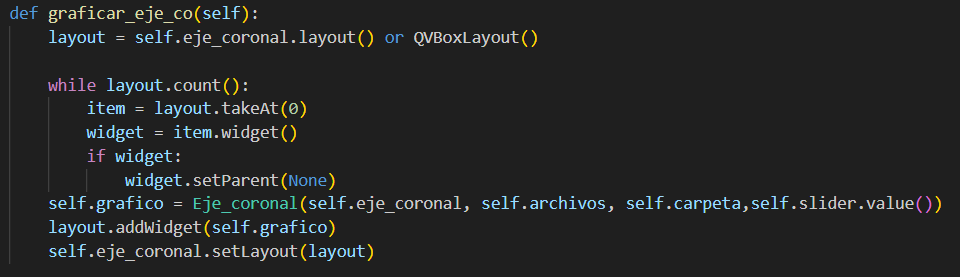 def graficar_eje_co(self):
    layout = self.eje_coronal.layout() or QVBoxLayout()

    while layout.count():
        item = layout.takeAt(0)
        widget = item.widget()
        if widget:
            widget.setParent(None)
    self.grafico = Eje_coronal(self.eje_coronal, self.archivos, self.carpeta,self.slider.value())
    layout.addWidget(self.grafico)
    self.eje_coronal.setLayout(layout)